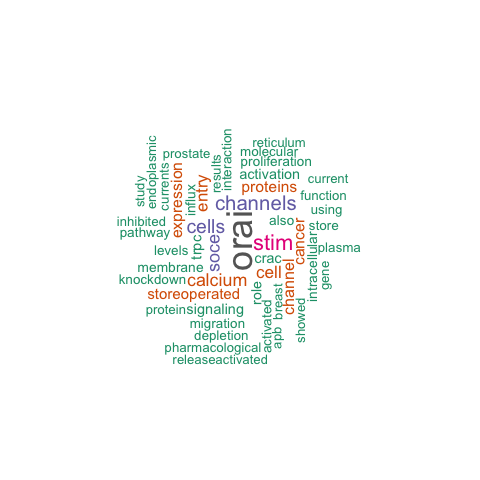 reticulum
molecular
prostate
proliferation
endoplasmic
interaction
results
activation
current
study
currents
expression
influx
entry
proteins
function
channels
using
inhibited
pathway
cells
orai
also
store
stim
cancer
levels
trpc
soce
crac
plasma
membrane
cell
intracellular
gene
knockdown
calcium
channel
storeoperated
role
breast
protein
signaling
migration
activated
apb
showed
depletion
pharmacological
releaseactivated